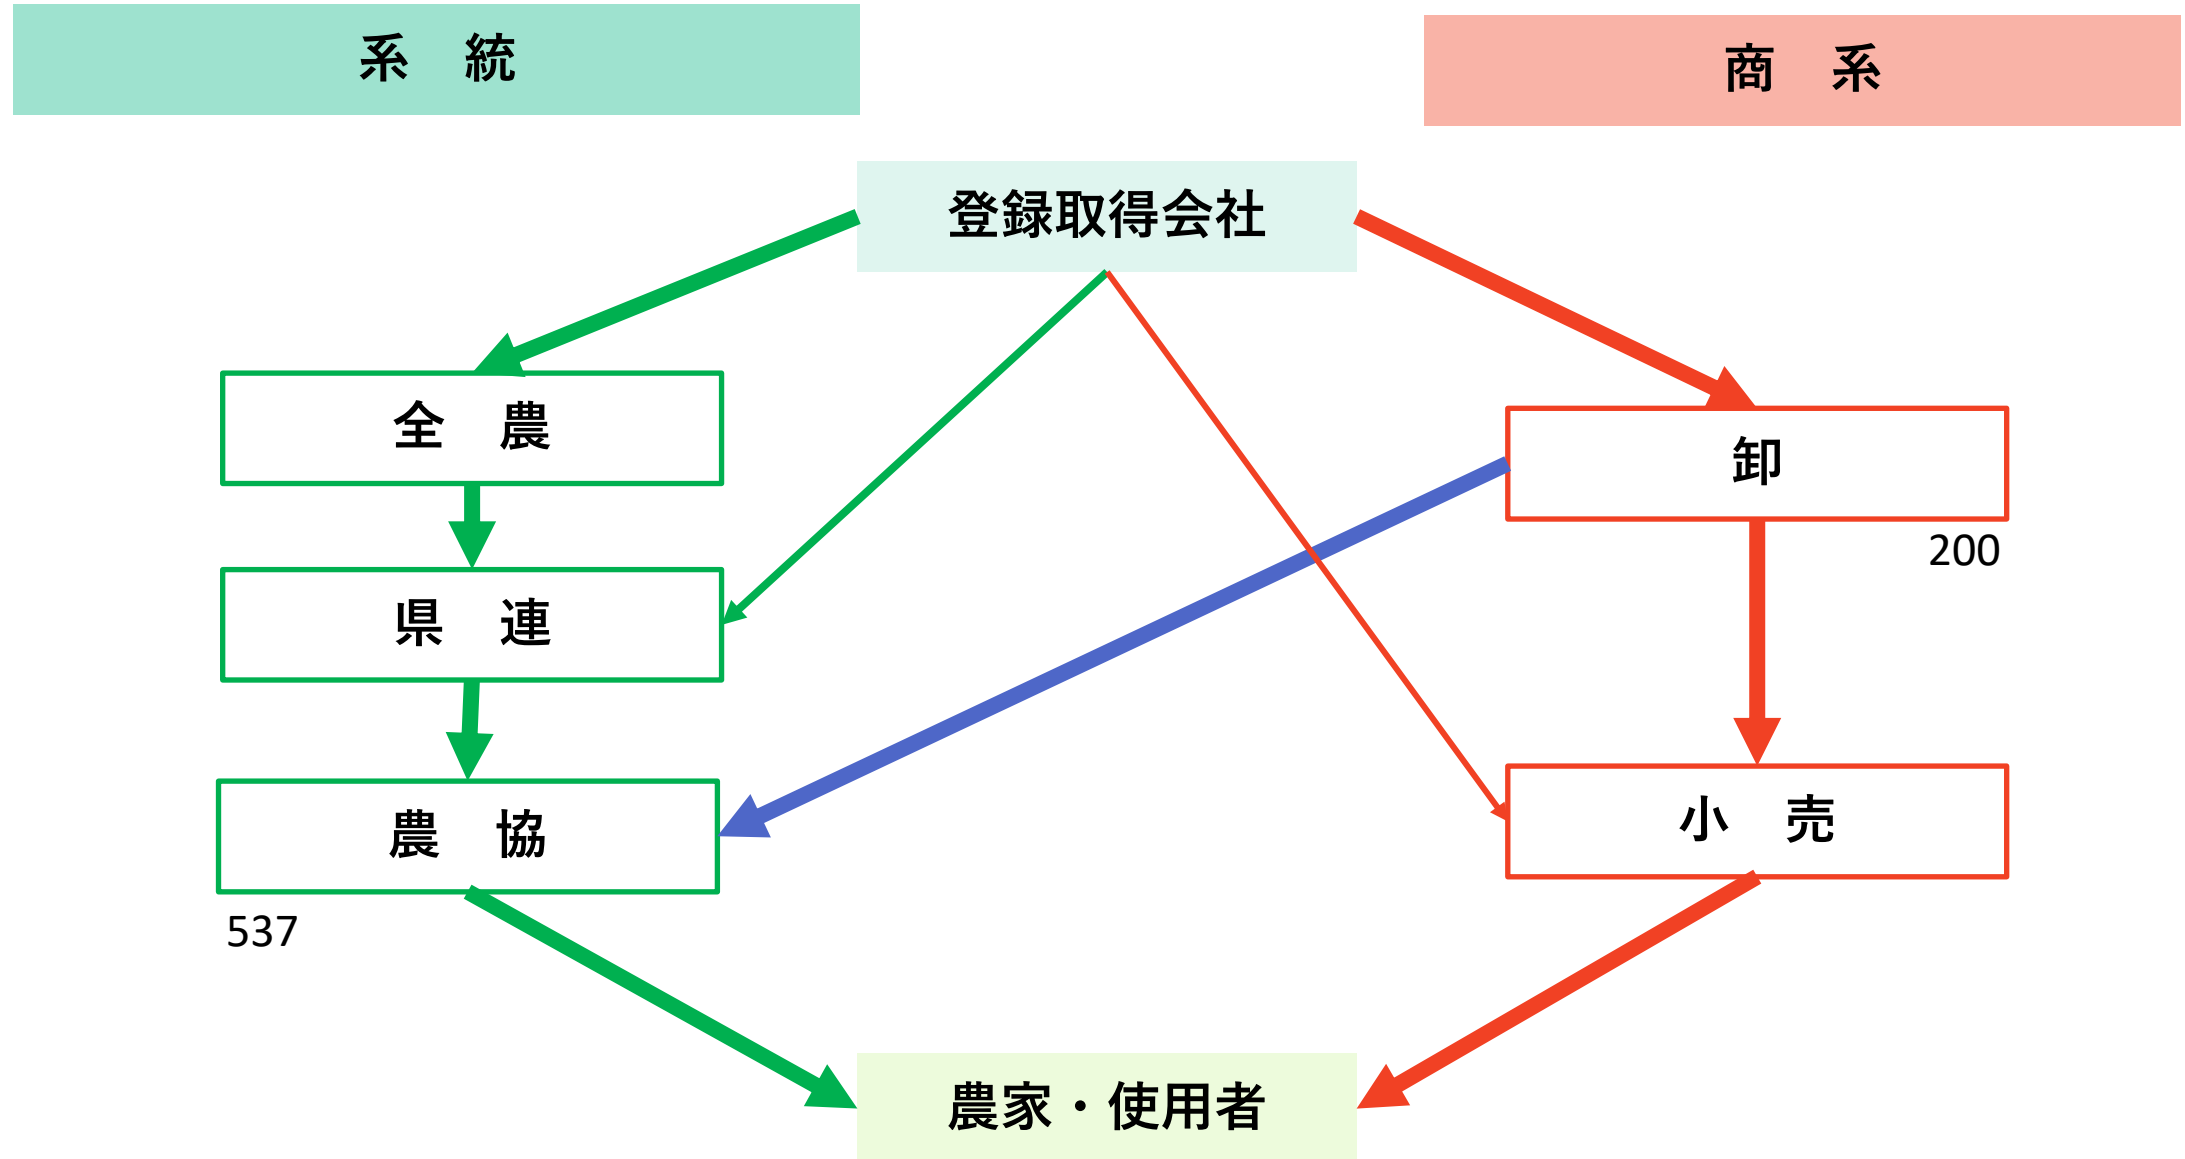 系　統
商　系
登録取得会社
全　農
卸
200
県　連
農　協
小　売
537
農家・使用者